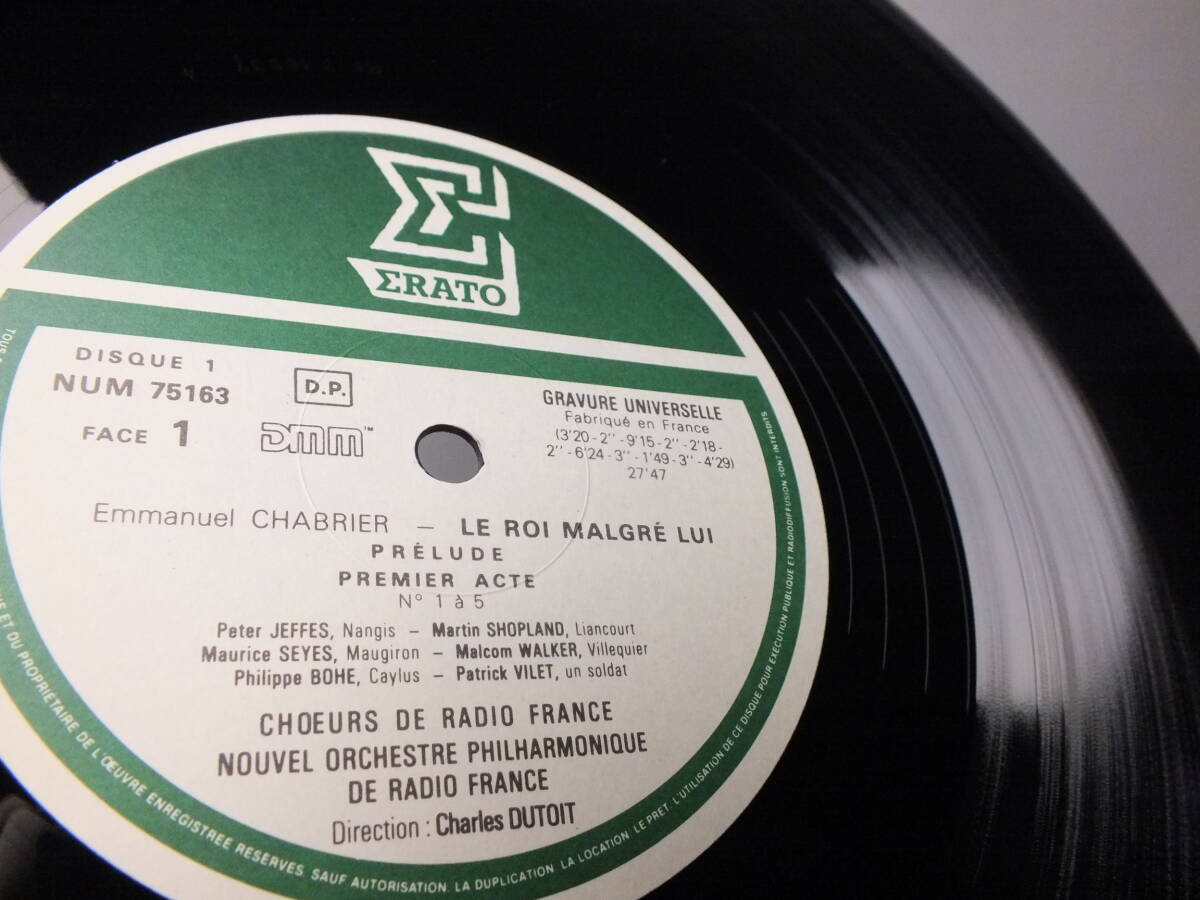 ΣRATO
DISQUE 1
NUM 75163
D.P.
FACE 1
DMM™
GRAVURE UNIVERSELLE
Fabriqué en France
(3'20 - 2'' - 9'15 - 2'' - 2'18 -
2'' - 6'24 - 3'' - 1'49 - 3'' - 4'29)
27'47
Emmanuel CHABRIER – LE ROI MALGRÉ LUI
PRÉLUDE
PREMIER ACTE
N° 1 à 5
Peter JEFFES, Nangis – Martin SHOPLAND, Liancourt
Maurice SEYES, Maugiron – Malcom WALKER, Villequier
Philippe BOHE, Caylus – Patrick VILET, un soldat
CHOEURS DE RADIO FRANCE
NOUVEL ORCHESTRE PHILHARMONIQUE
DE RADIO FRANCE
Direction : Charles DUTOIT
TOUS
ET DU PROPRIÉTAIRE DE L'ŒUVRE ENREGISTREE RESERVES. SAUF AUTORISATION. LA DUPLICATION. LA LOCATION. LE PRET. L'UTILISATION DE CE DISQUE POUR EXECUTION PUBLIQUE ET RADIODIFFUSION SONT INTERDITS